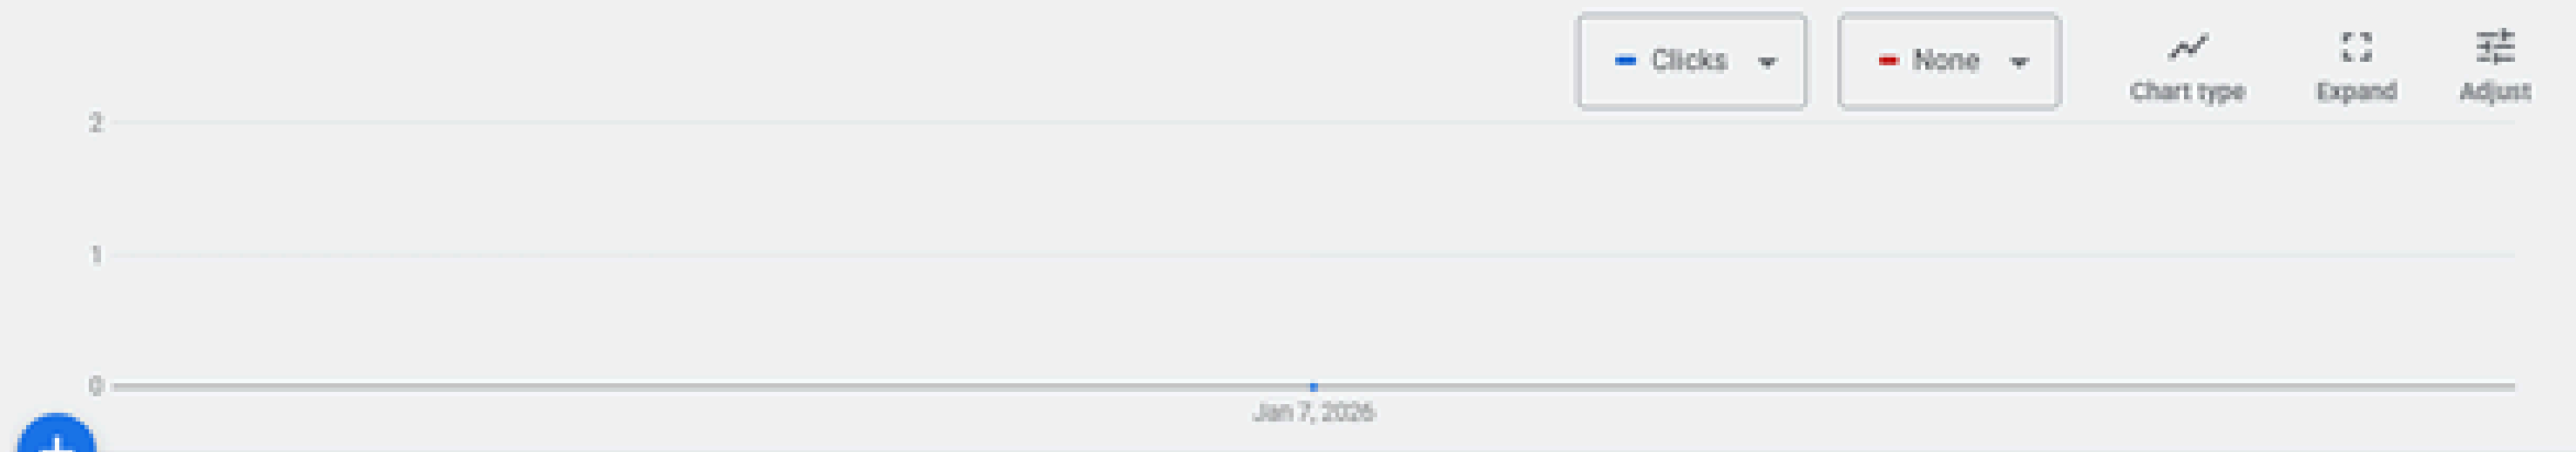 Clicks
None
Chart type
Expand
Adjust
2
1
0
Jan 7, 2026